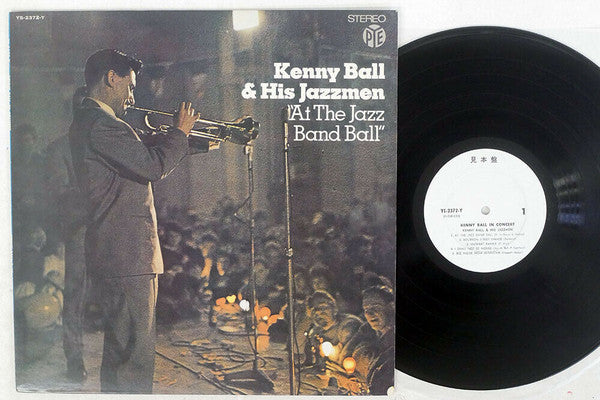 YS-2372-Y
STEREO
PYE
Kenny Ball
& His Jazzmen
"At The Jazz
Band Ball"
見本盤
YS-2372-Y
1
KENNY BALL IN CONCERT
KENNY BALL & HIS JAZZMEN